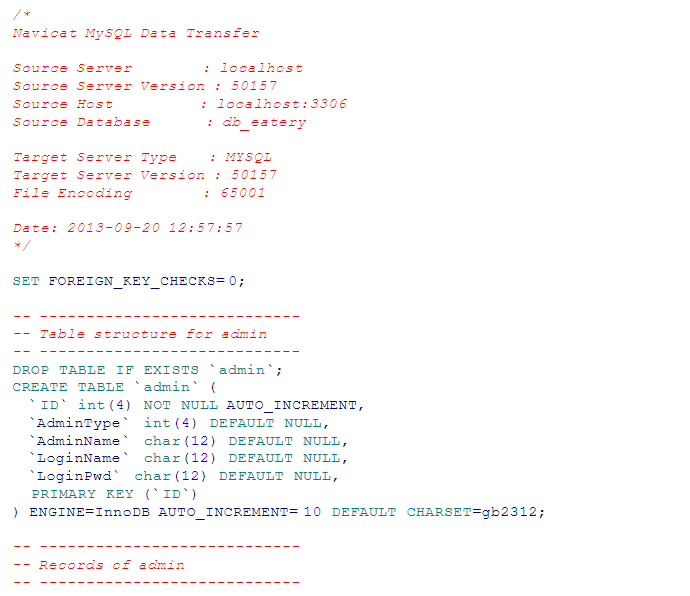 /*
Navicat MySQL Data Transfer
Source Server : localhost
Source Server Version : 50157
Source Host : localhost:3306
Source Database : db_eatery
Target Server Type : MYSQL
Target Server Version : 50157
File Encoding : 65001
Date: 2013-09-20 12:57:57
*/
SET FOREIGN_KEY_CHECKS=0;
-- ----------------------------
-- Table structure for admin
-- ----------------------------
DROP TABLE IF EXISTS `admin`;
CREATE TABLE `admin` (
`ID` int(4) NOT NULL AUTO_INCREMENT,
`AdminType` int(4) DEFAULT NULL,
`AdminName` char(12) DEFAULT NULL,
`LoginName` char(12) DEFAULT NULL,
`LoginPwd` char(12) DEFAULT NULL,
PRIMARY KEY (`ID`)
) ENGINE=InnoDB AUTO_INCREMENT=10 DEFAULT CHARSET=gb2312;
-- ----------------------------
-- Records of admin
-- ----------------------------